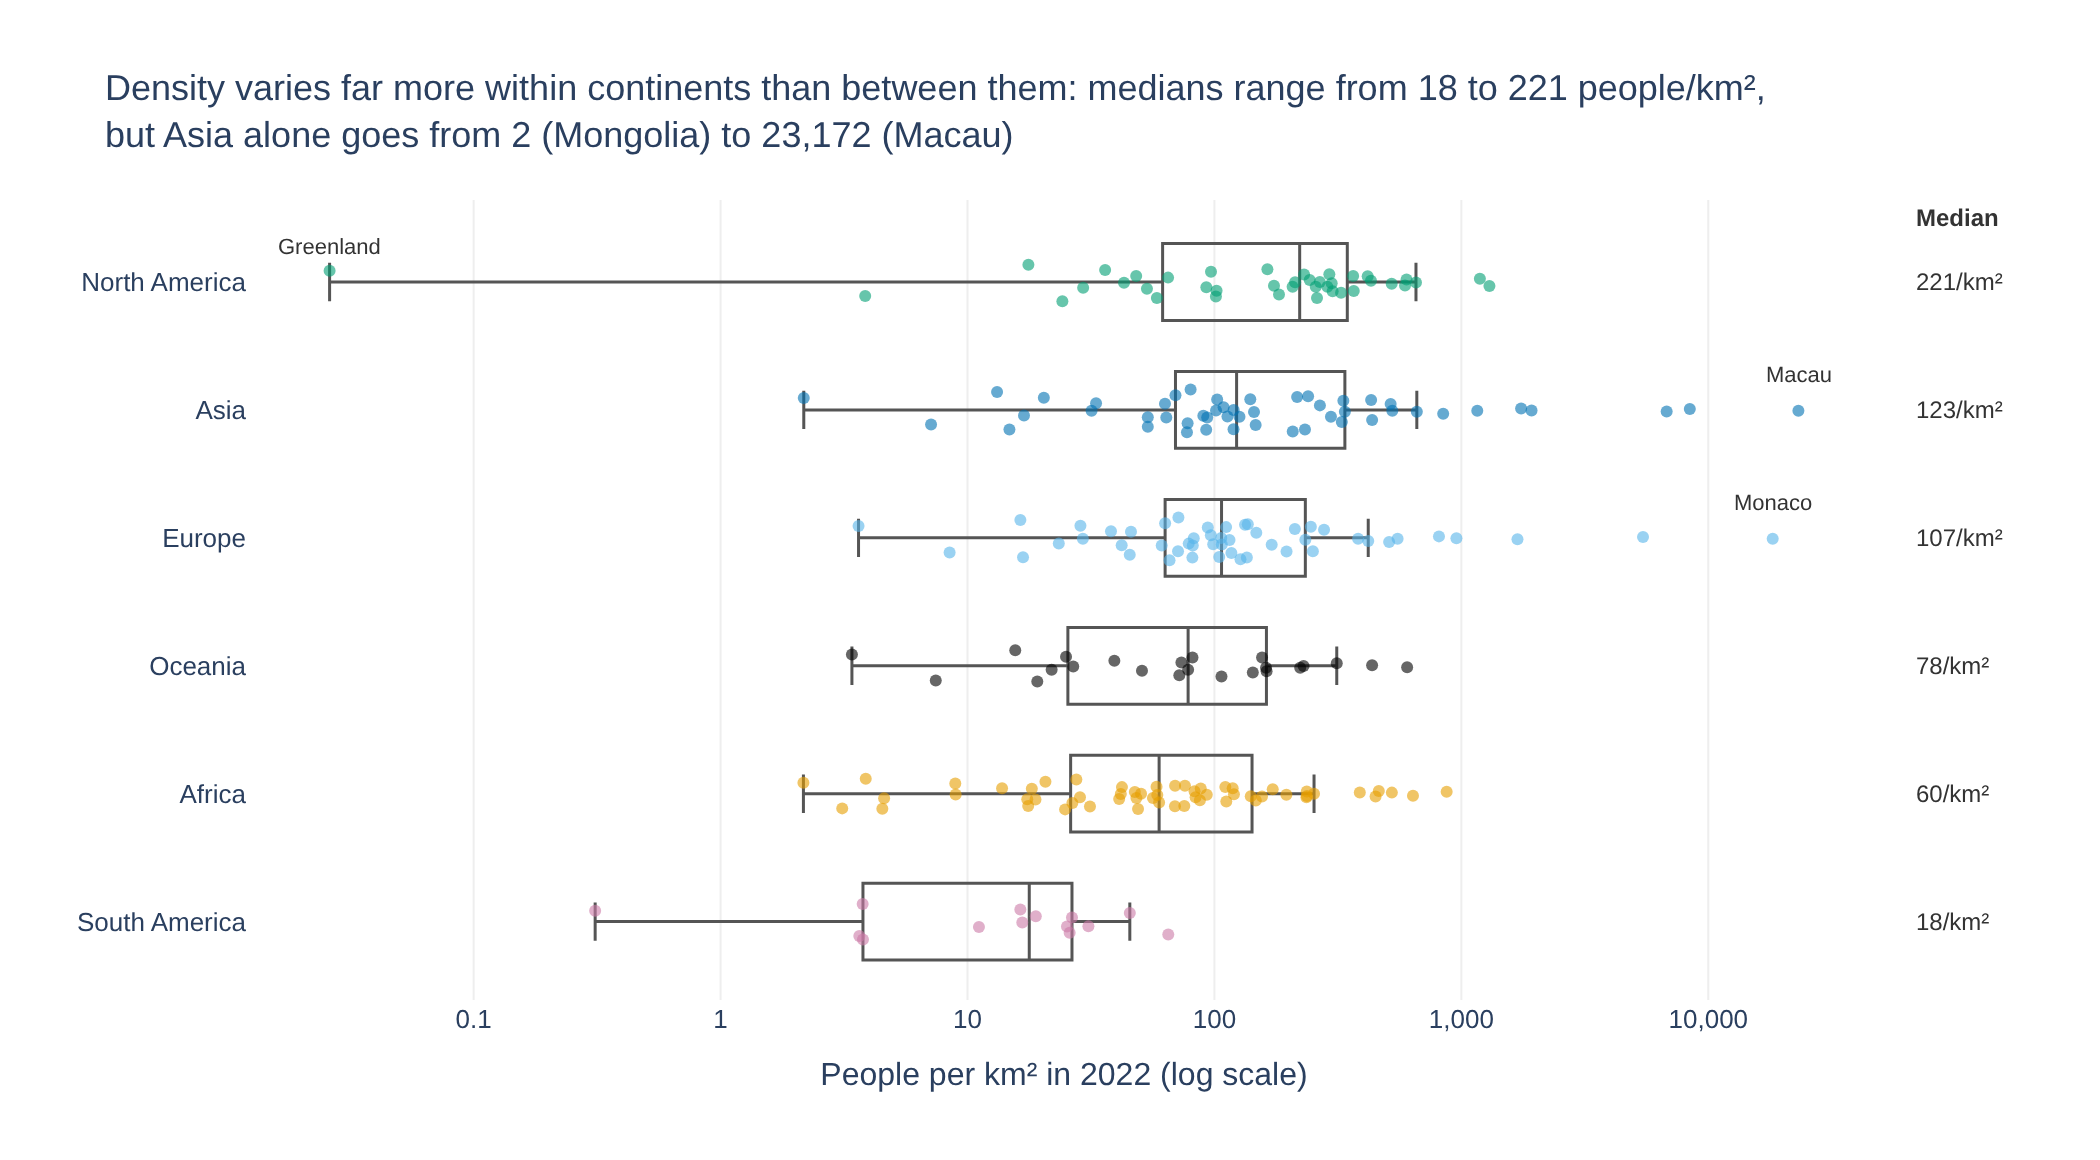 Density varies far more within continents than between them: medians range from 18 to 221 people/km²,
but Asia alone goes from 2 (Mongolia) to 23,172 (Macau)
Median
Greenland
North America
221/km²
Macau
Asia
123/km²
Monaco
Europe
107/km²
Oceania
78/km²
Africa
60/km²
South America
18/km²
0.1
1
10
100
1,000
10,000
People per km² in 2022 (log scale)